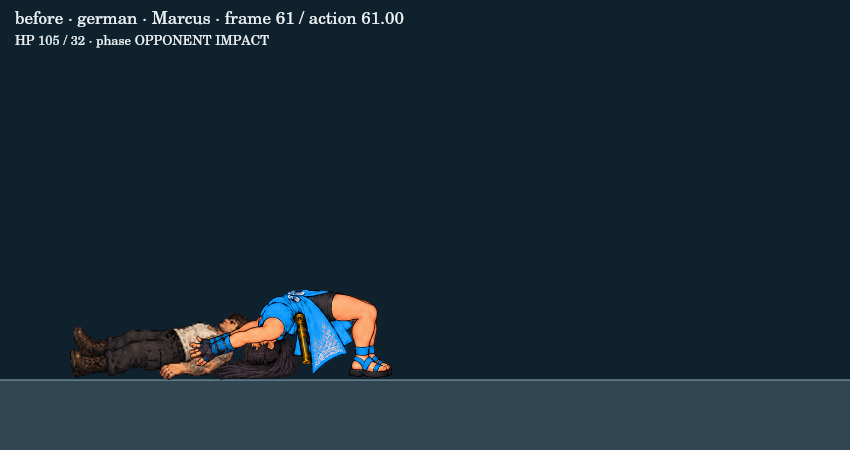 before · german · Marcus · frame 61 / action 61.00
HP 105 / 32 · phase OPPONENT IMPACT